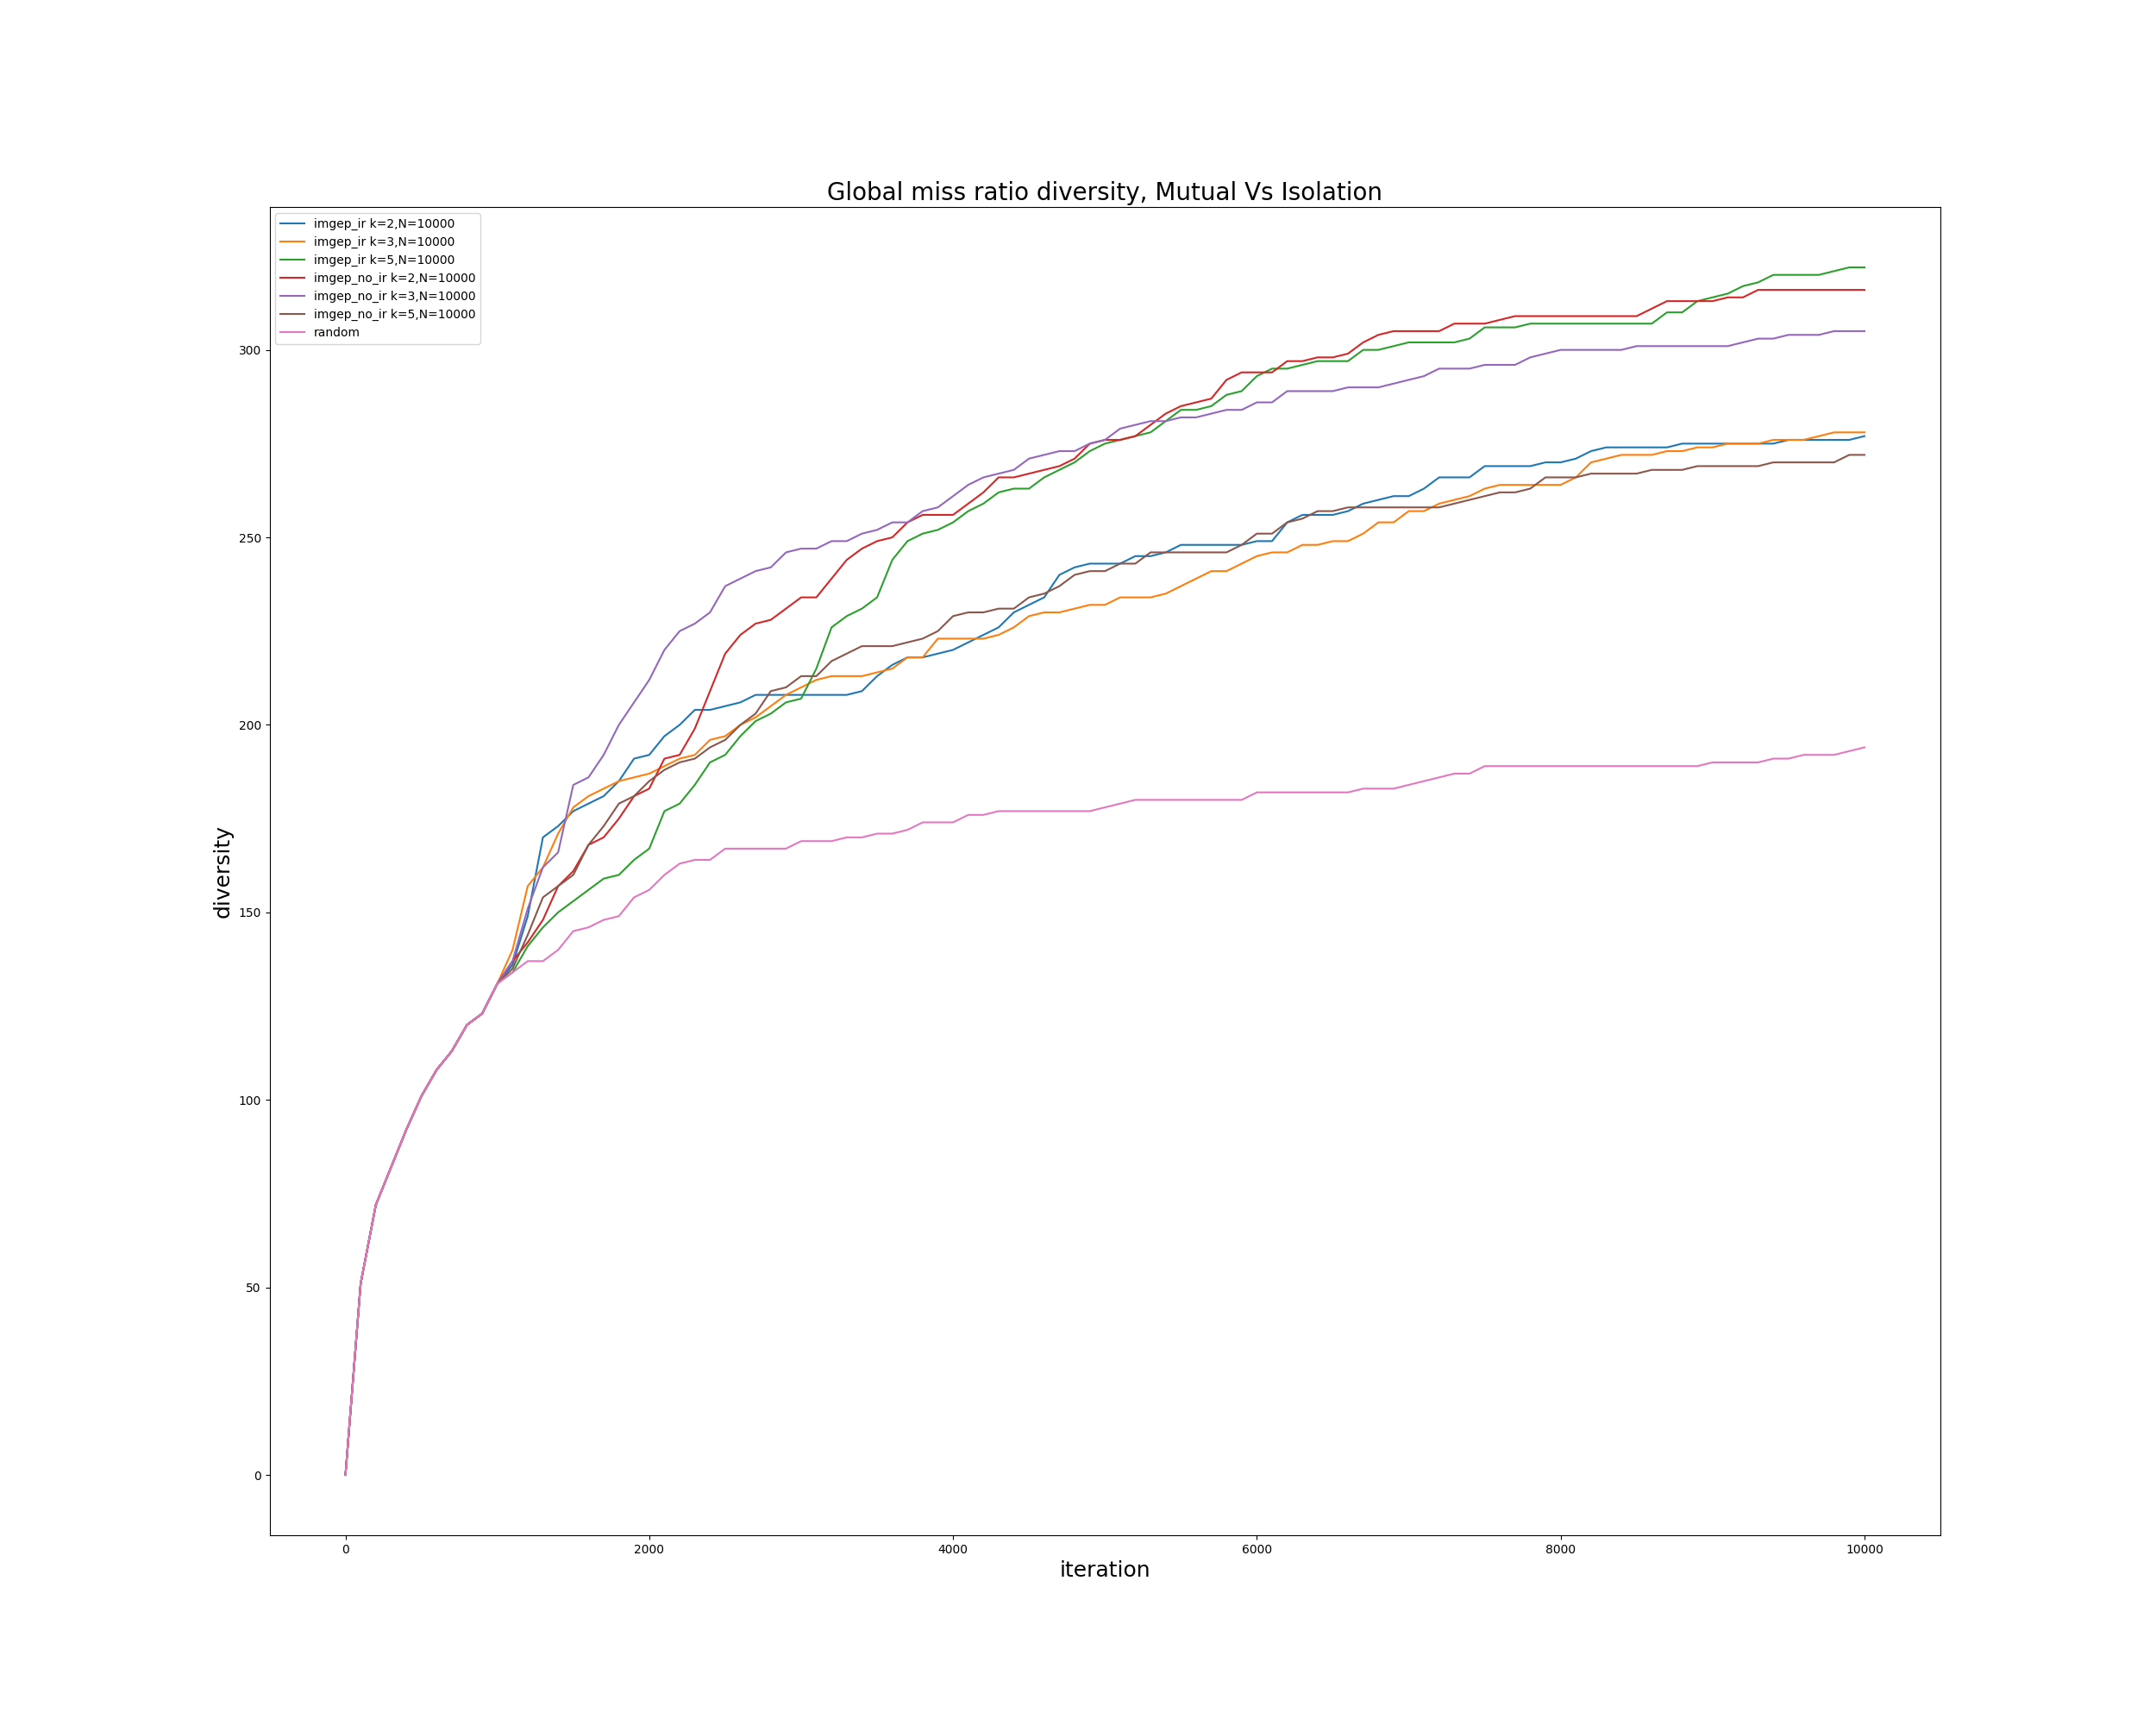 Global miss ratio diversity, Mutual Vs Isolation
imgep_ir k=2,N=10000
imgep_ir k=3,N=10000
imgep_ir k=5,N=10000
imgep_no_ir k=2,N=10000
imgep_no_ir k=3,N=10000
imgep_no_ir k=5,N=10000
random
300
250
200
150
100
50
0
diversity
0 2000 4000 6000 8000 10000
iteration